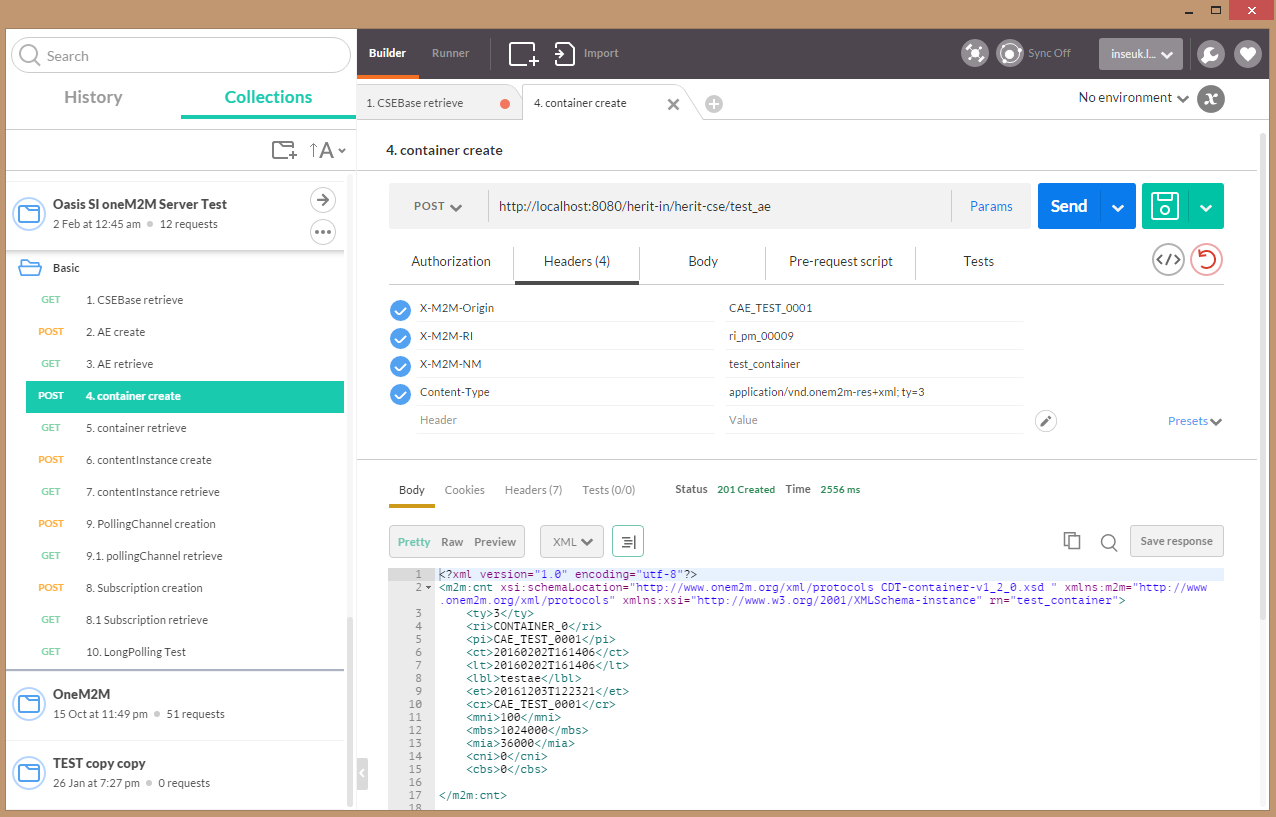 Search
History
Collections
↑A
Oasis SI oneM2M Server Test
2 Feb at 12:45 am 12 requests
Basic
GET 1. CSEBase retrieve
POST 2. AE create
GET 3. AE retrieve
POST 4. container create
GET 5. container retrieve
POST 6. contentInstance create
GET 7. contentInstance retrieve
POST 9. PollingChannel creation
GET 9.1. pollingChannel retrieve
POST 8. Subscription creation
GET 8.1 Subscription retrieve
GET 10. LongPolling Test
OneM2M
15 Oct at 11:49 pm 51 requests
TEST copy copy
26 Jan at 7:27 pm 0 requests
Builder Runner Import Sync Off inseuk.l...
1. CSEBase retrieve 4. container create No environment x
4. container create
POST http://localhost:8080/herit-in/herit-cse/test_ae Params Send
Authorization Headers (4) Body Pre-request script Tests
X-M2M-Origin CAE_TEST_0001
X-M2M-RI ri_pm_00009
X-M2M-NM test_container
Content-Type application/vnd.onem2m-res+xml; ty=3
Header Value Presets
Body Cookies Headers (7) Tests (0/0) Status 201 Created Time 2556 ms
Pretty Raw Preview XML Save response
1 <?xml version="1.0" encoding="utf-8"?>
2 <m2m:cnt xsi:schemaLocation="http://www.onem2m.org/xml/protocols CDT-container-v1_2_0.xsd " xmlns:m2m="http://www
.onem2m.org/xml/protocols" xmlns:xsi="http://www.w3.org/2001/XMLSchema-instance" rn="test_container">
3 <ty>3</ty>
4 <ri>CONTAINER_0</ri>
5 <pi>CAE_TEST_0001</pi>
6 <ct>20160202T161406</ct>
7 <lt>20160202T161406</lt>
8 <lbl>testae</lbl>
9 <et>20161203T122321</et>
10 <cr>CAE_TEST_0001</cr>
11 <mni>100</mni>
12 <mbs>1024000</mbs>
13 <mia>36000</mia>
14 <cni>0</cni>
15 <cbs>0</cbs>
16
17 </m2m:cnt>
18